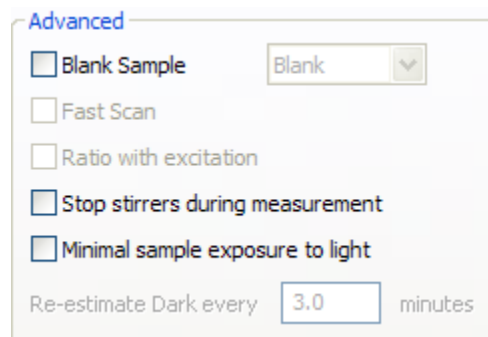 Advanced
Blank Sample Blank
Fast Scan
Ratio with excitation
Stop stirrers during measurement
Minimal sample exposure to light
Re-estimate Dark every 3.0 minutes